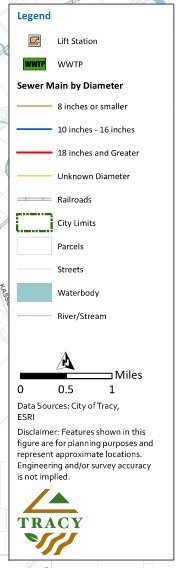 Legend
Lift Station
WWTP WWTP
Sewer Main by Diameter
8 inches or smaller
10 inches - 16 inches
18 inches and Greater
Unknown Diameter
Railroads
City Limits
Parcels
Streets
Waterbody
River/Stream
Miles
0 0.5 1
Data Sources: City of Tracy,
ESRI
Disclaimer: Features shown in this
figure are for planning purposes and
represent approximate locations.
Engineering and/or survey accuracy
is not implied.
TRACY